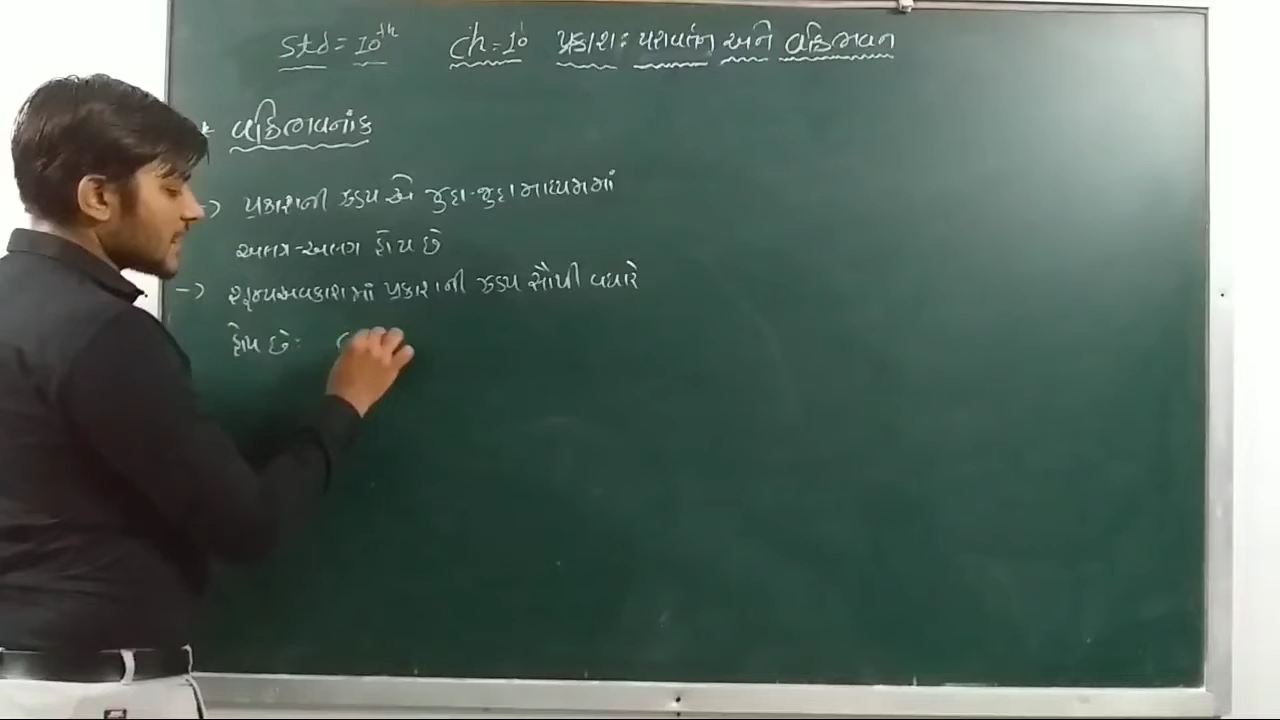 Std = 10th Ch-10 પ્રકાશ: પરાવર્તન અને વક્રિભવન
* વક્રિભવનાંક
-> પ્રકાશની ઝડપ એ જુદા-જુદા માધ્યમમાં
અલગ-અલગ હોય છે
-> શૂન્યઅવકાશમાં પ્રકાશની ઝડપ સૌથી વધારે
હોય છે: